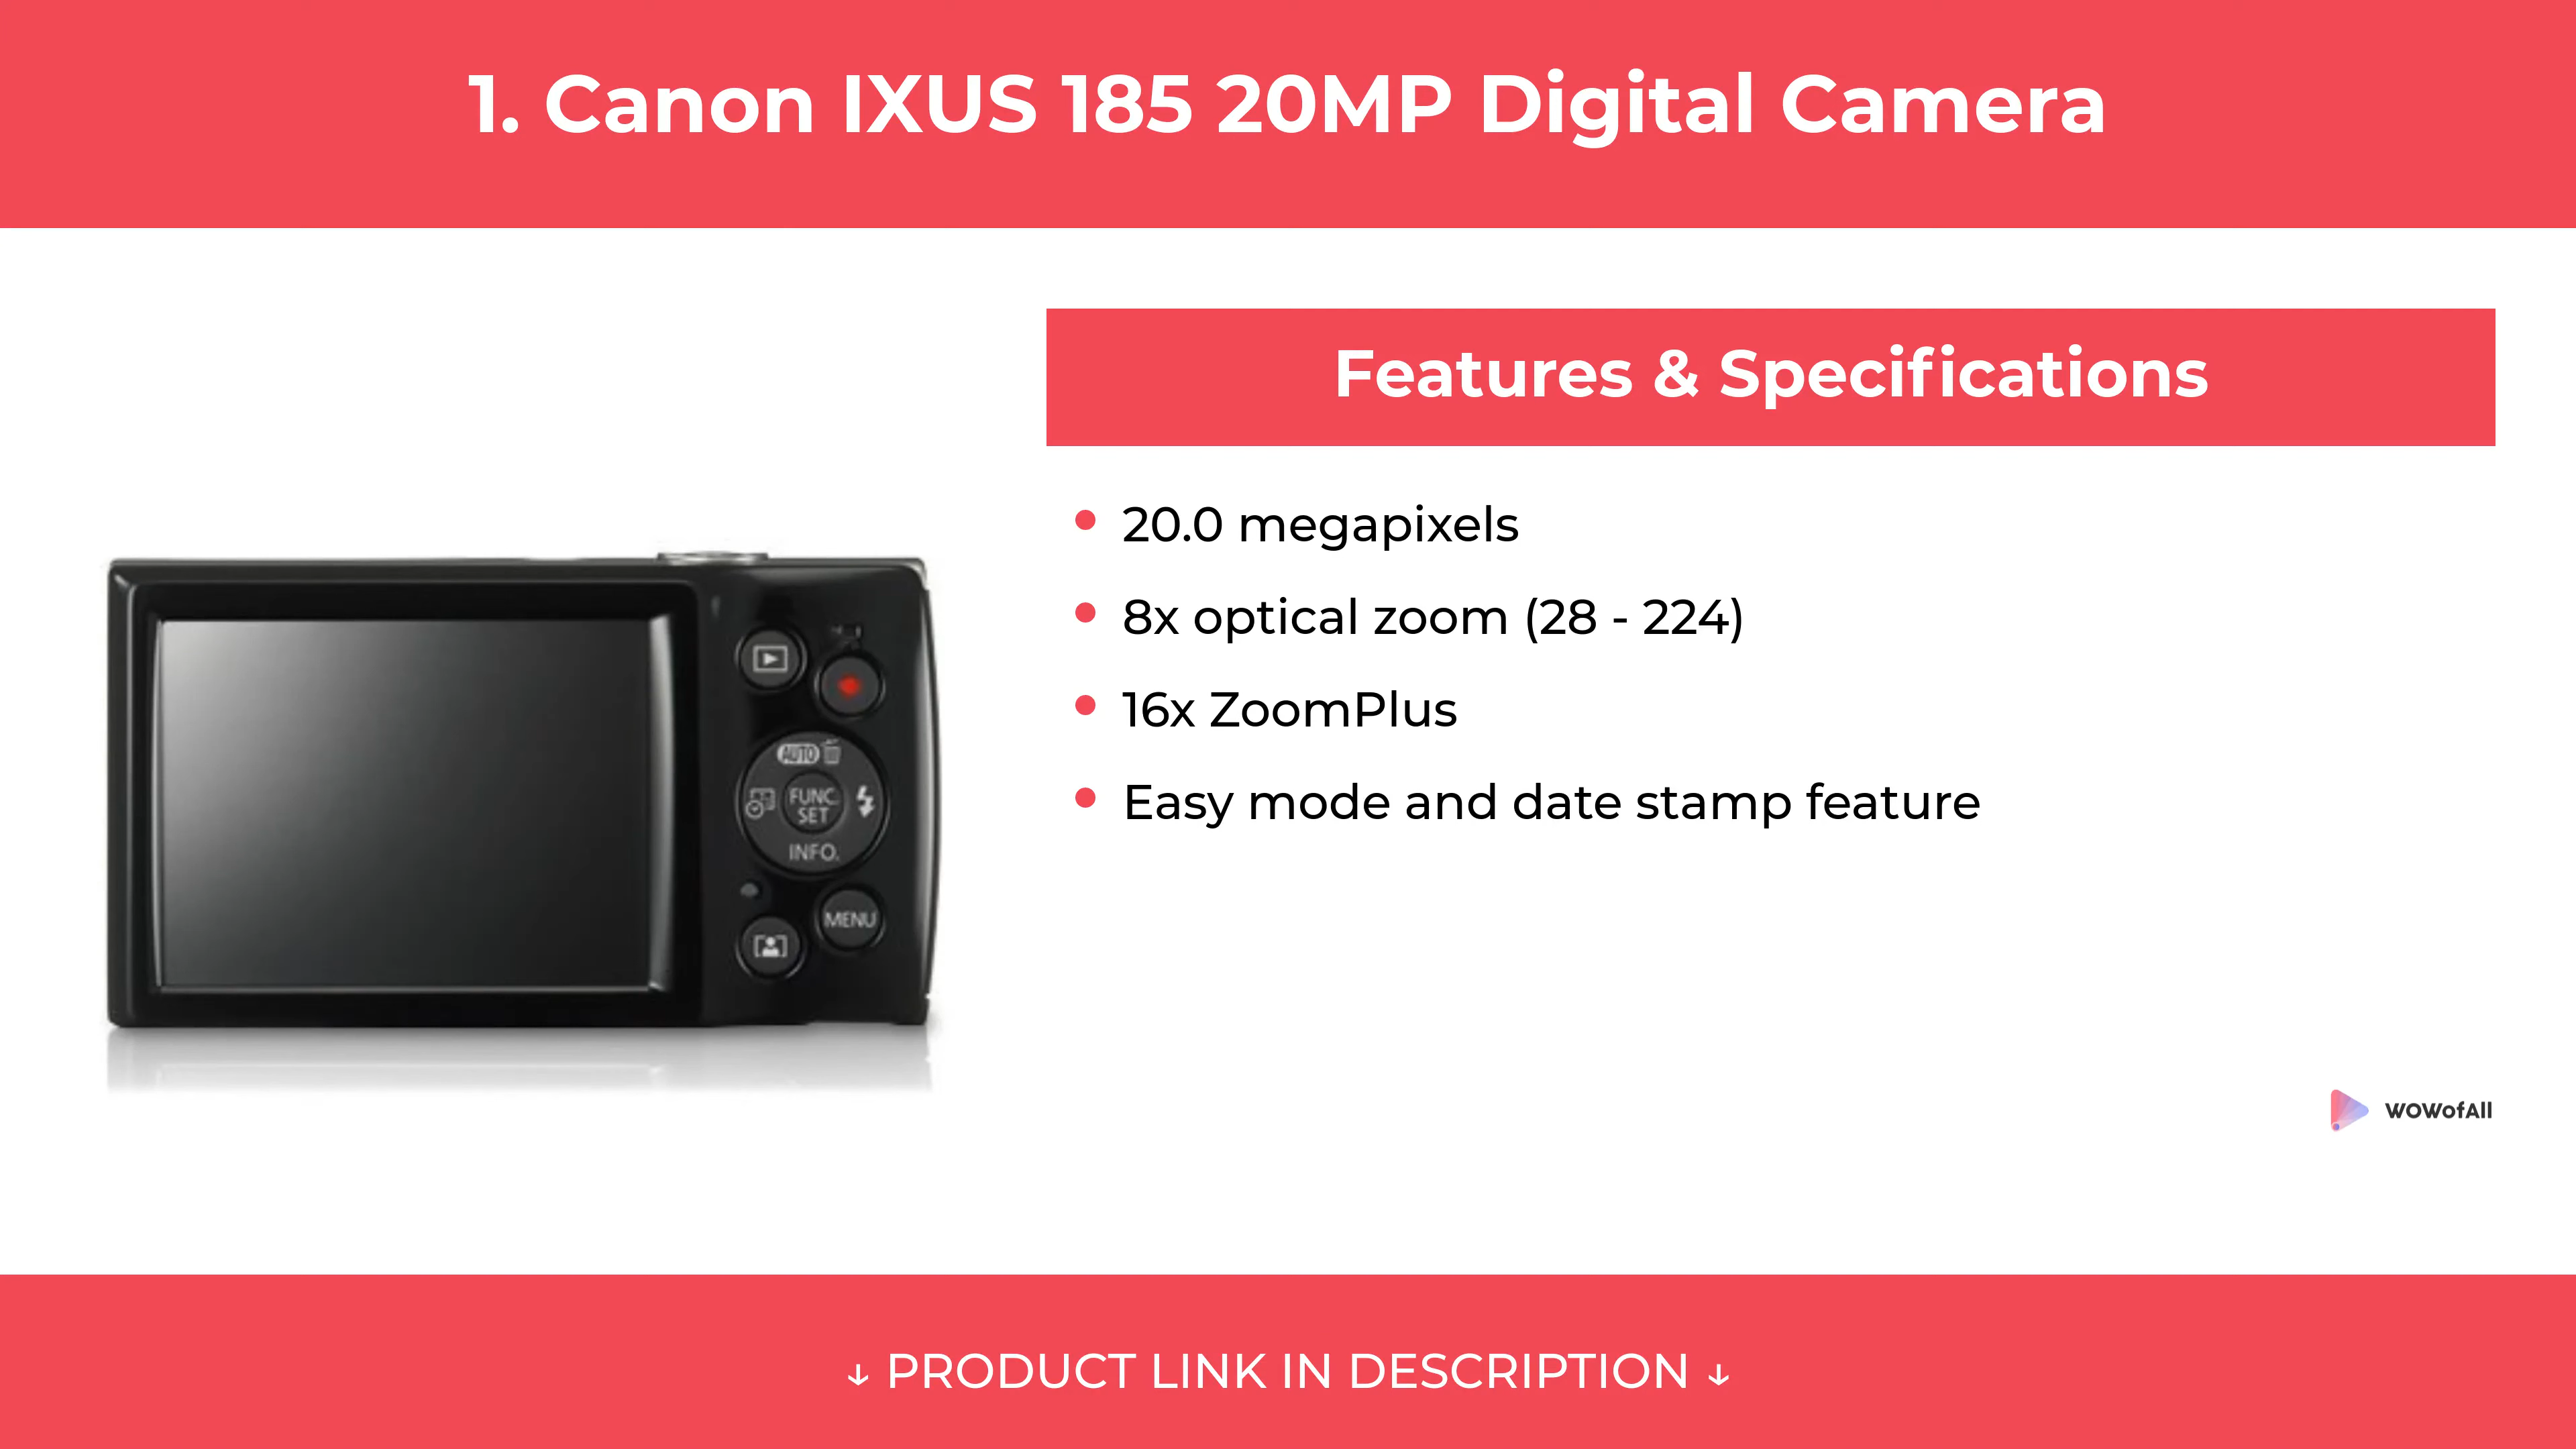 1. Canon IXUS 185 20MP Digital Camera
Features & Specifications
20.0 megapixels
8x optical zoom (28 - 224)
16x ZoomPlus
Easy mode and date stamp feature
AUTO
FUNC.
SET
INFO.
MENU
WOWofAll
↓ PRODUCT LINK IN DESCRIPTION ↓